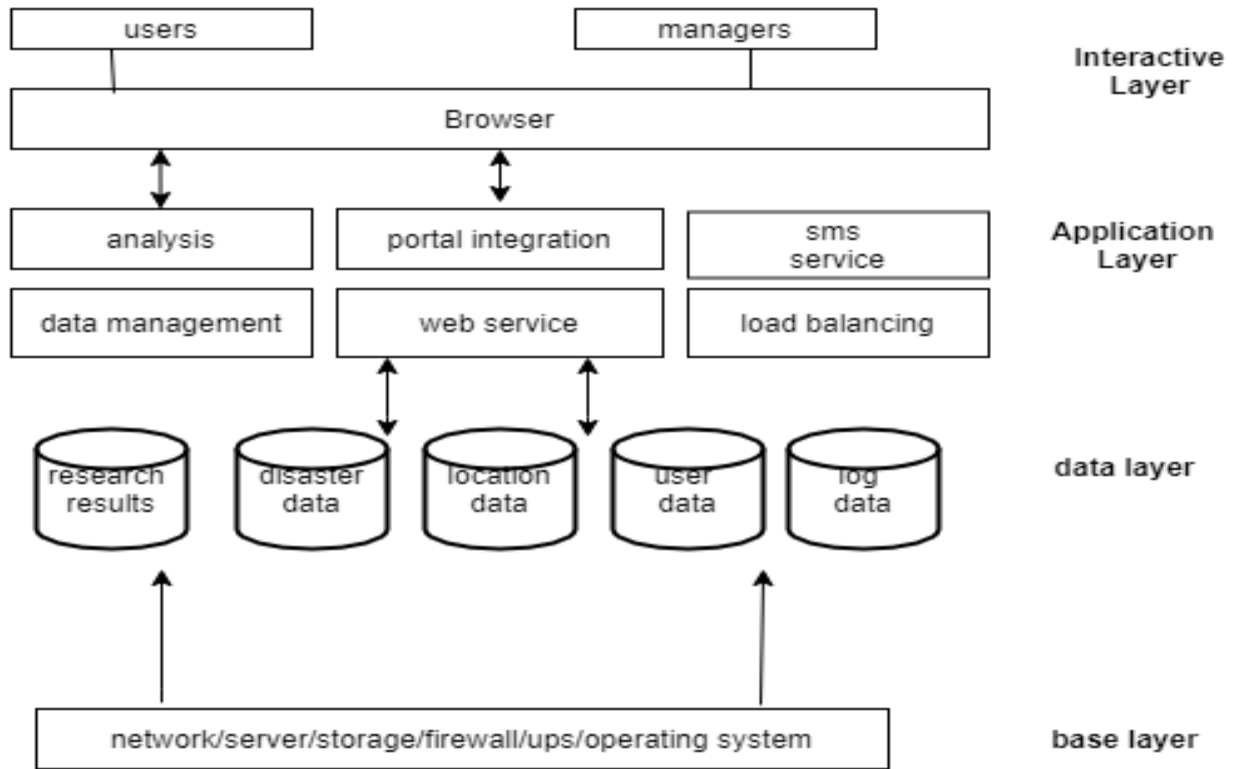 users
managers
Interactive
Layer
Browser
analysis
portal integration
sms
service
Application
Layer
data management
web service
load balancing
research
results
disaster
data
location
data
user
data
log
data
data layer
network/server/storage/firewall/ups/operating system
base layer